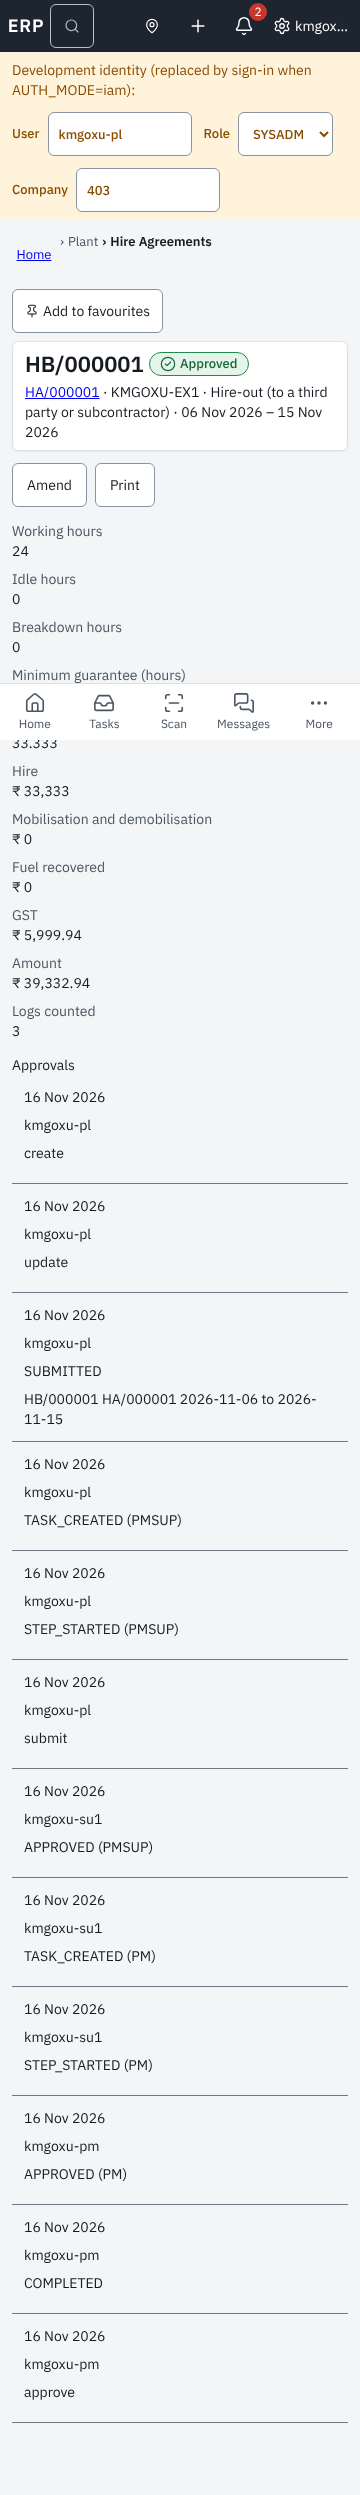 ERP
2
kmgox...
Development identity (replaced by sign-in when
AUTH_MODE=iam):
User
kmgoxu-pl
Role
SYSADM
Company
403
Home
› Plant › Hire Agreements
Add to favourites
HB/000001
Approved
HA/000001 · KMGOXU-EX1 · Hire-out (to a third
party or subcontractor) · 06 Nov 2026 – 15 Nov
2026
Amend
Print
Working hours
24
Idle hours
0
Breakdown hours
0
Minimum guarantee (hours)
Home
Tasks
Scan
Messages
More
33.333
Hire
₹ 33,333
Mobilisation and demobilisation
₹ 0
Fuel recovered
₹ 0
GST
₹ 5,999.94
Amount
₹ 39,332.94
Logs counted
3
Approvals
16 Nov 2026
kmgoxu-pl
create
16 Nov 2026
kmgoxu-pl
update
16 Nov 2026
kmgoxu-pl
SUBMITTED
HB/000001 HA/000001 2026-11-06 to 2026-
11-15
16 Nov 2026
kmgoxu-pl
TASK_CREATED (PMSUP)
16 Nov 2026
kmgoxu-pl
STEP_STARTED (PMSUP)
16 Nov 2026
kmgoxu-pl
submit
16 Nov 2026
kmgoxu-su1
APPROVED (PMSUP)
16 Nov 2026
kmgoxu-su1
TASK_CREATED (PM)
16 Nov 2026
kmgoxu-su1
STEP_STARTED (PM)
16 Nov 2026
kmgoxu-pm
APPROVED (PM)
16 Nov 2026
kmgoxu-pm
COMPLETED
16 Nov 2026
kmgoxu-pm
approve